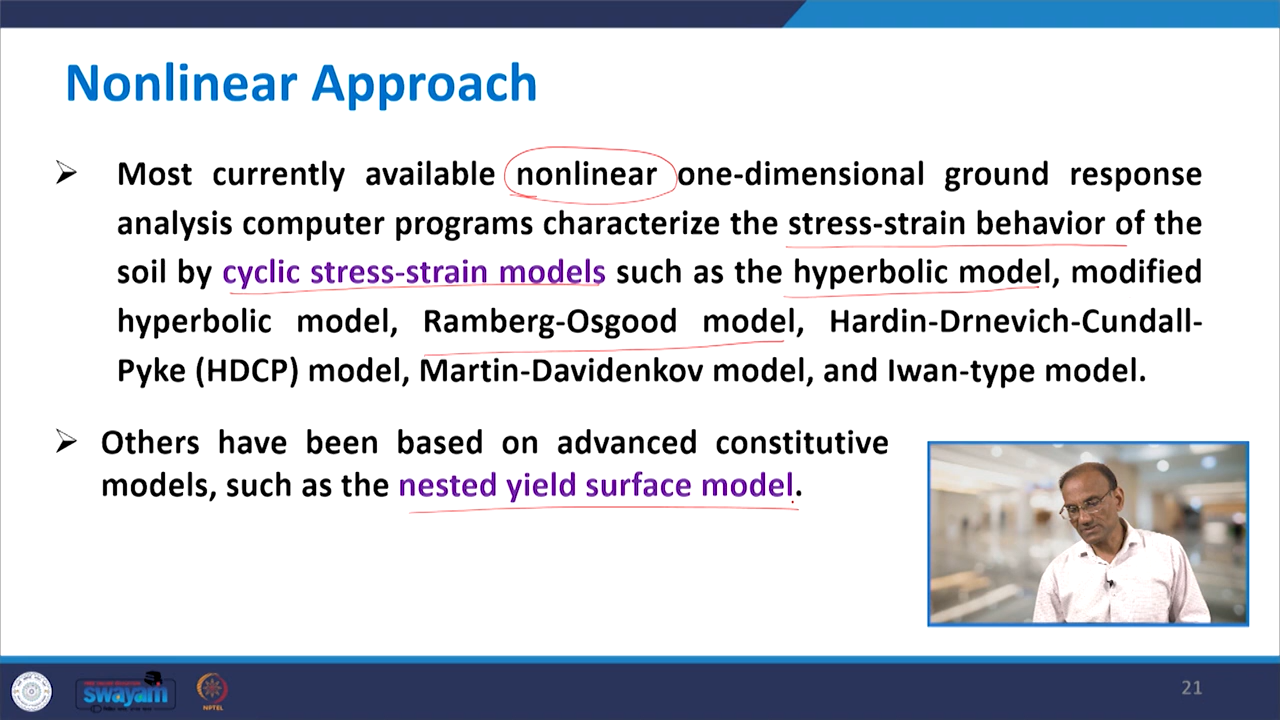 Nonlinear Approach
➢ Most currently available nonlinear one-dimensional ground response
analysis computer programs characterize the stress-strain behavior of the
soil by cyclic stress-strain models such as the hyperbolic model, modified
hyperbolic model, Ramberg-Osgood model, Hardin-Drnevich-Cundall-
Pyke (HDCP) model, Martin-Davidenkov model, and Iwan-type model.
➢ Others have been based on advanced constitutive
models, such as the nested yield surface model.
swayam
NPTEL
21